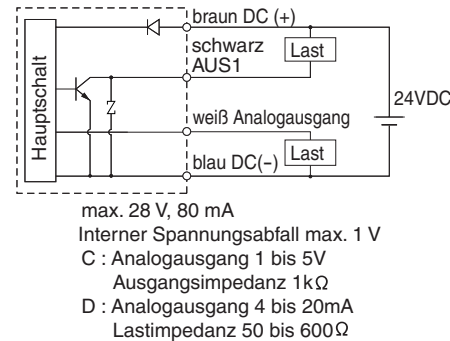 braun DC (+)
schwarz
AUS1
Last
Hauptschalt
24VDC
weiß Analogausgang
Last
blau DC(−)
max. 28 V, 80 mA
Interner Spannungsabfall max. 1 V
C : Analogausgang 1 bis 5V
Ausgangsimpedanz 1kΩ
D : Analogausgang 4 bis 20mA
Lastimpedanz 50 bis 600Ω